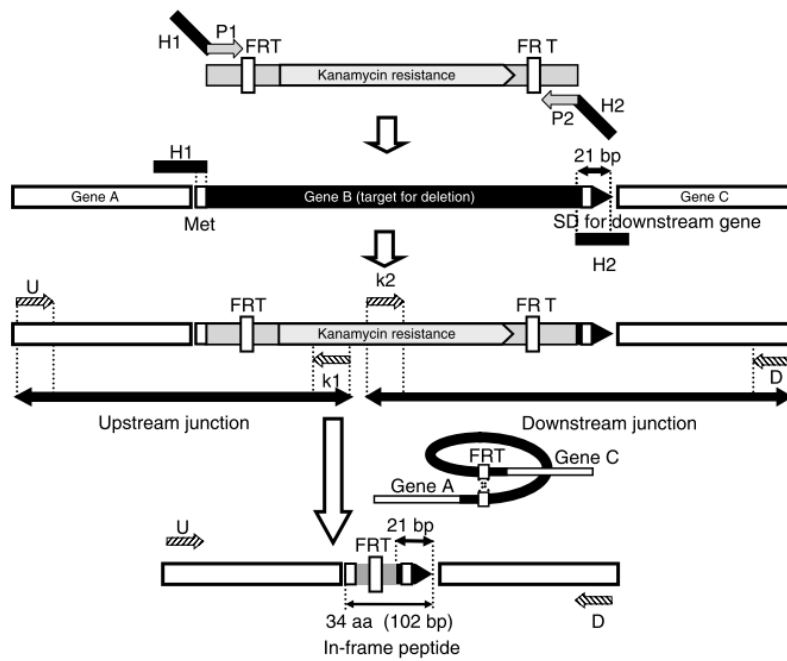 H1
P1
FRT
FR T
Kanamycin resistance
P2
H2
H1
21 bp
Gene A
Gene B (target for deletion)
Gene C
Met
SD for downstream gene
H2
k2
U
FRT
FR T
Kanamycin resistance
k1
D
Upstream junction
Downstream junction
FRT
Gene C
Gene A
U
21 bp
FRT
34 aa (102 bp)
D
In-frame peptide